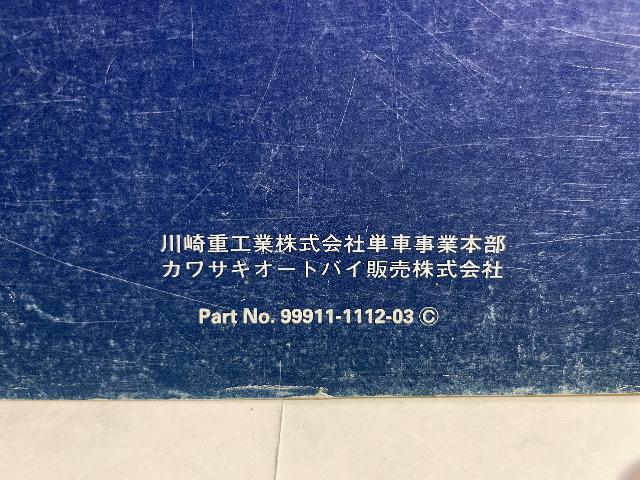 川崎重工業株式会社単車事業本部
カワサキオートバイ販売株式会社
Part No. 99911-1112-03 ©